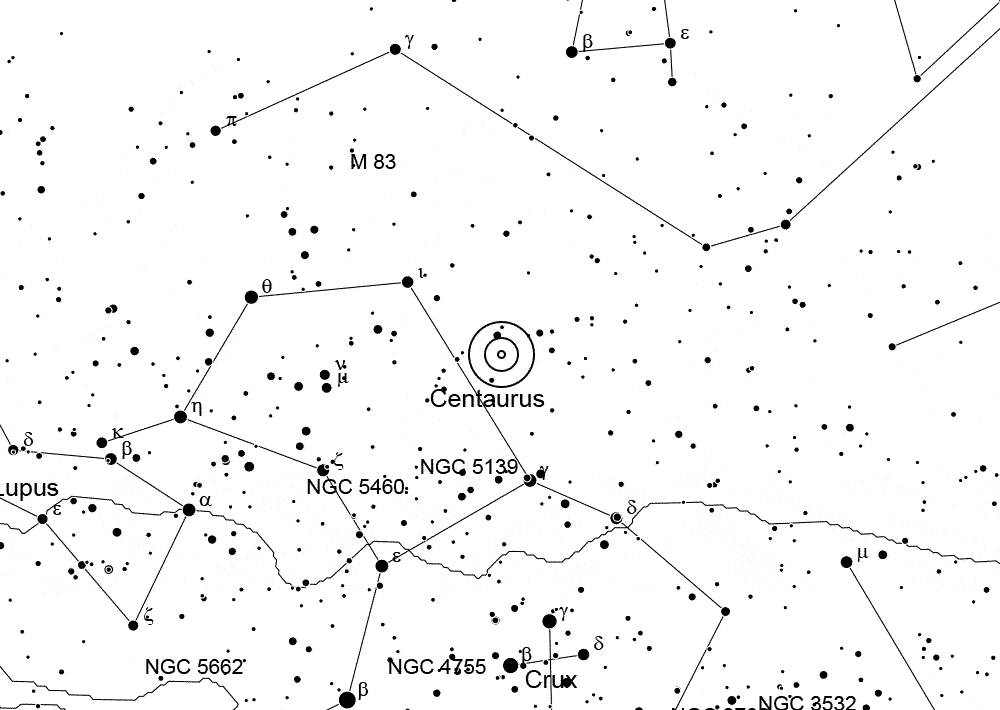 γ
β
ε
π
M 83
θ
ι
ν
μ
Centaurus
η
κ
δ
β
ζ
NGC 5139
γ
NGC 5460
Lupus
α
δ
ε
ε
μ
γ
ζ
δ
β
NGC 5662
NGC 4755
Crux
β
NGC 3532